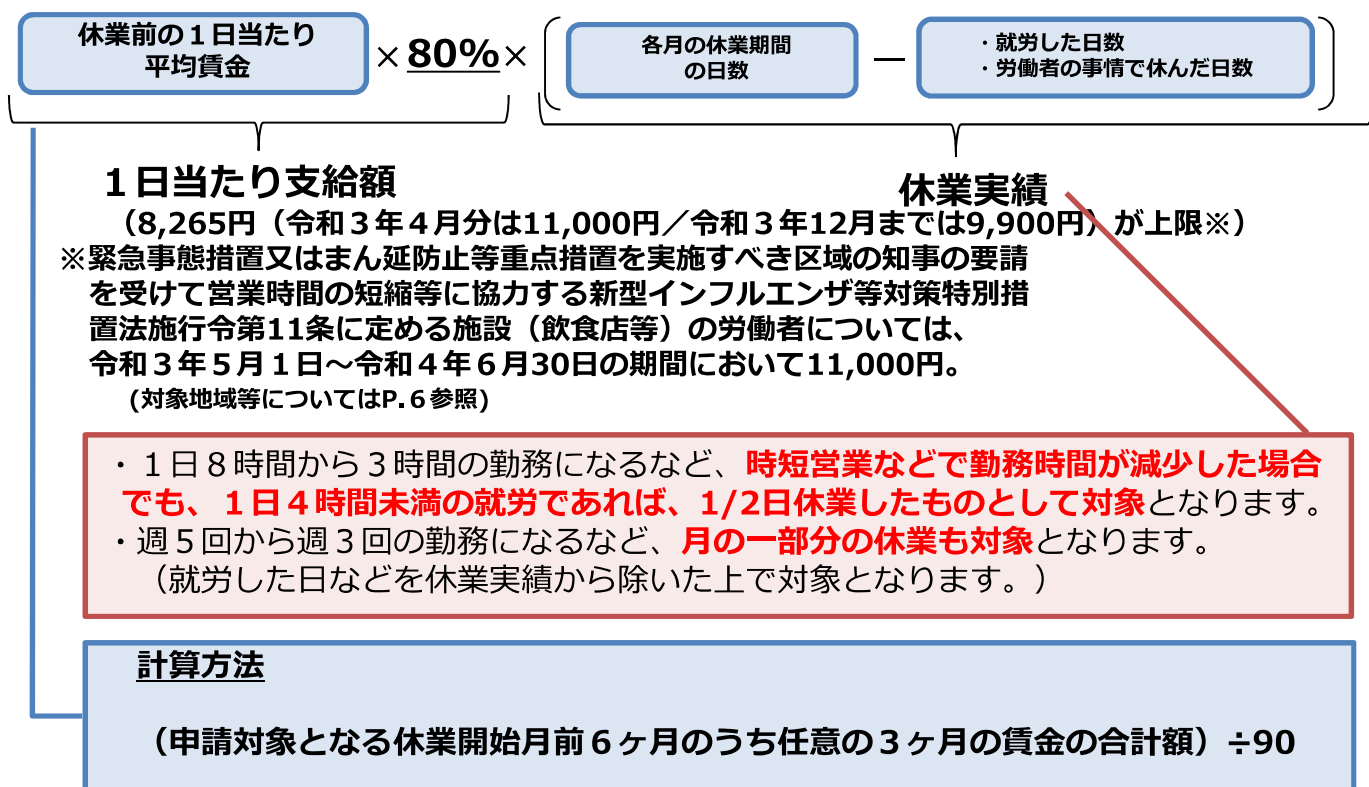 休業前の１日当たり
平均賃金
×80%×
各月の休業期間
の日数
―
・就労した日数
・労働者の事情で休んだ日数
１日当たり支給額
休業実績
（8,265円（令和３年４月分は11,000円／令和３年12月までは9,900円）が上限※）
※緊急事態措置又はまん延防止等重点措置を実施すべき区域の知事の要請
を受けて営業時間の短縮等に協力する新型インフルエンザ等対策特別措
置法施行令第11条に定める施設（飲食店等）の労働者については、
令和３年５月１日～令和４年６月30日の期間において11,000円。
(対象地域等についてはP.６参照)
・１日８時間から３時間の勤務になるなど、時短営業などで勤務時間が減少した場合
でも、１日４時間未満の就労であれば、1/2日休業したものとして対象となります。
・週５回から週３回の勤務になるなど、月の一部分の休業も対象となります。
（就労した日などを休業実績から除いた上で対象となります。）
計算方法
（申請対象となる休業開始月前６ヶ月のうち任意の３ヶ月の賃金の合計額）÷90